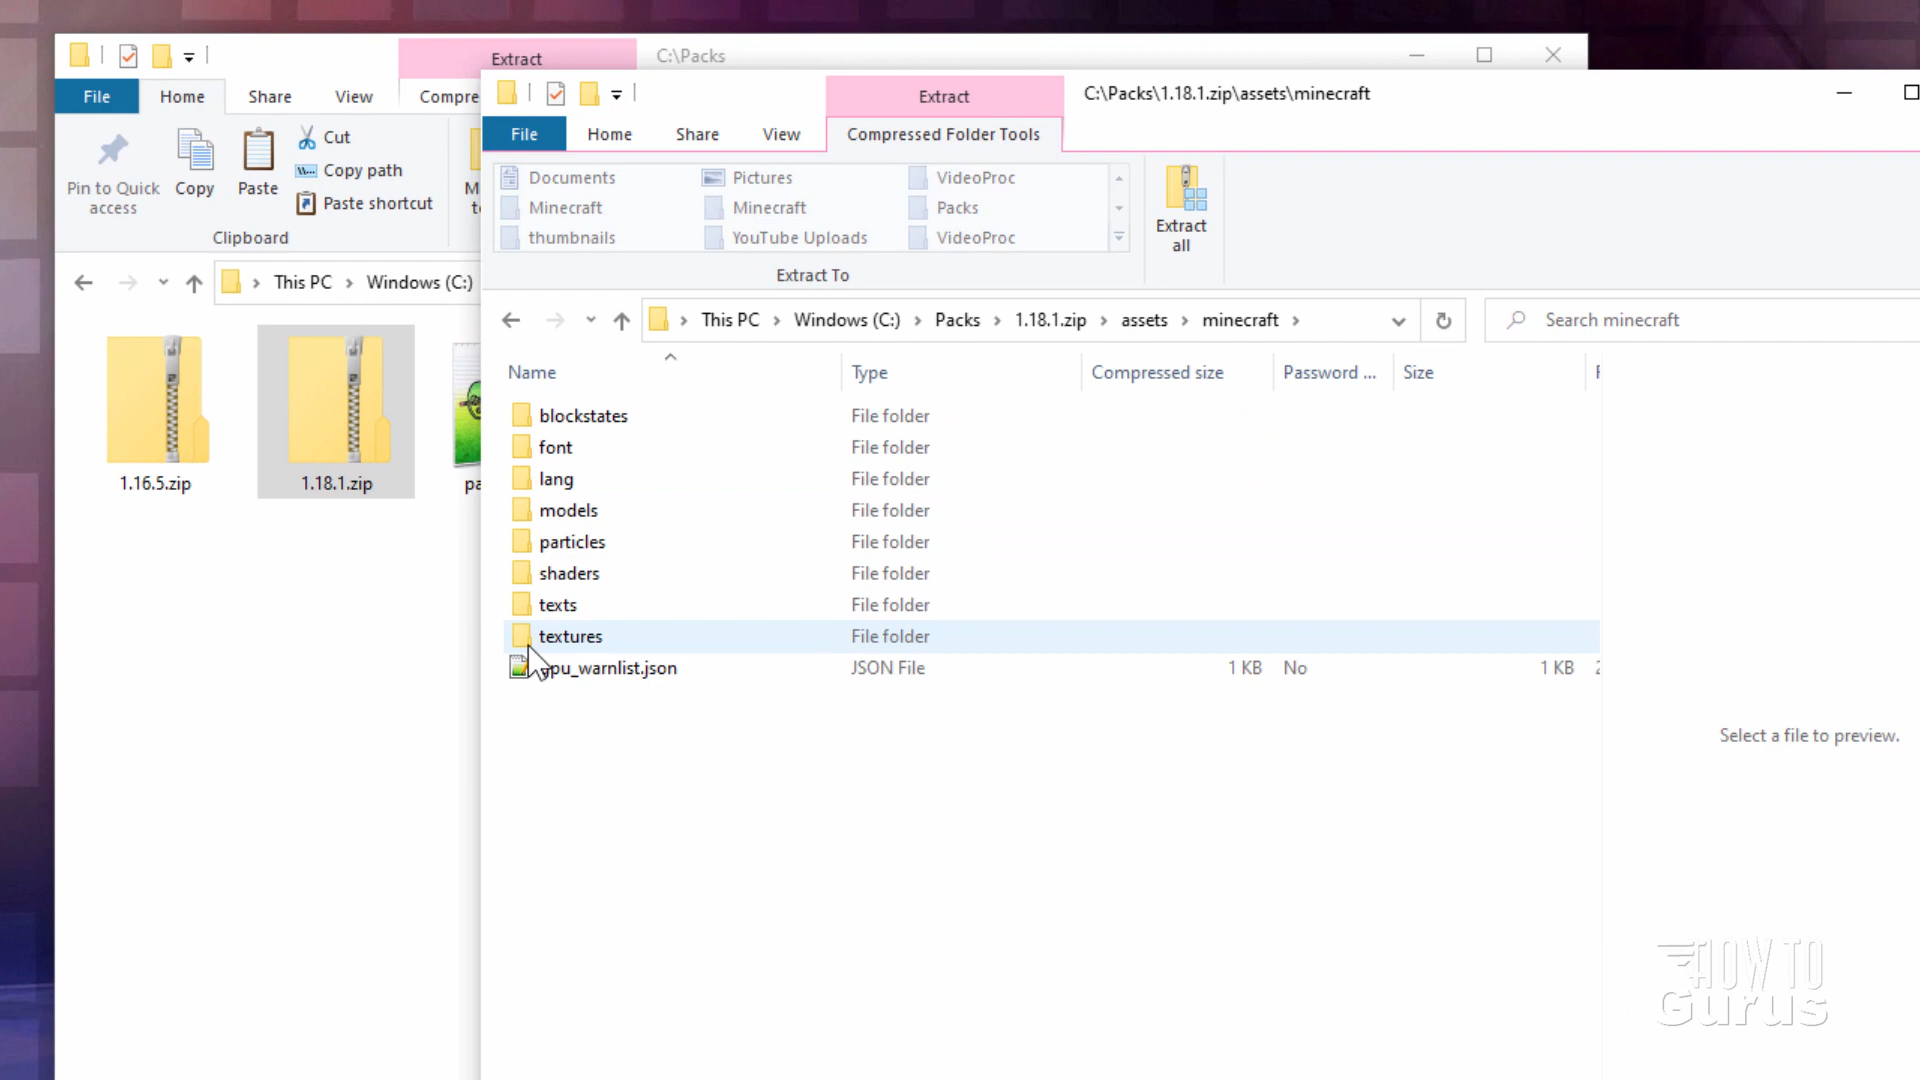 Extract
C:\Packs
File
Home
Share
View
Compre
Pin to Quick
access
Copy
Paste
Cut
Copy path
Paste shortcut
Clipboard
This PC
Windows (C:)
1.16.5.zip
1.18.1.zip
pa
Extract
C:\Packs\1.18.1.zip\assets\minecraft
File
Home
Share
View
Compressed Folder Tools
Documents
Pictures
VideoProc
Minecraft
Minecraft
Packs
thumbnails
YouTube Uploads
VideoProc
Extract To
Extract
all
This PC
Windows (C:)
Packs
1.18.1.zip
assets
minecraft
Search minecraft
Name
Type
Compressed size
Password ...
Size
blockstates File folder
font File folder
lang File folder
models File folder
particles File folder
shaders File folder
texts File folder
textures File folder
pu_warnlist.json JSON File 1 KB No 1 KB
Select a file to preview.
HOW TO
Gurus